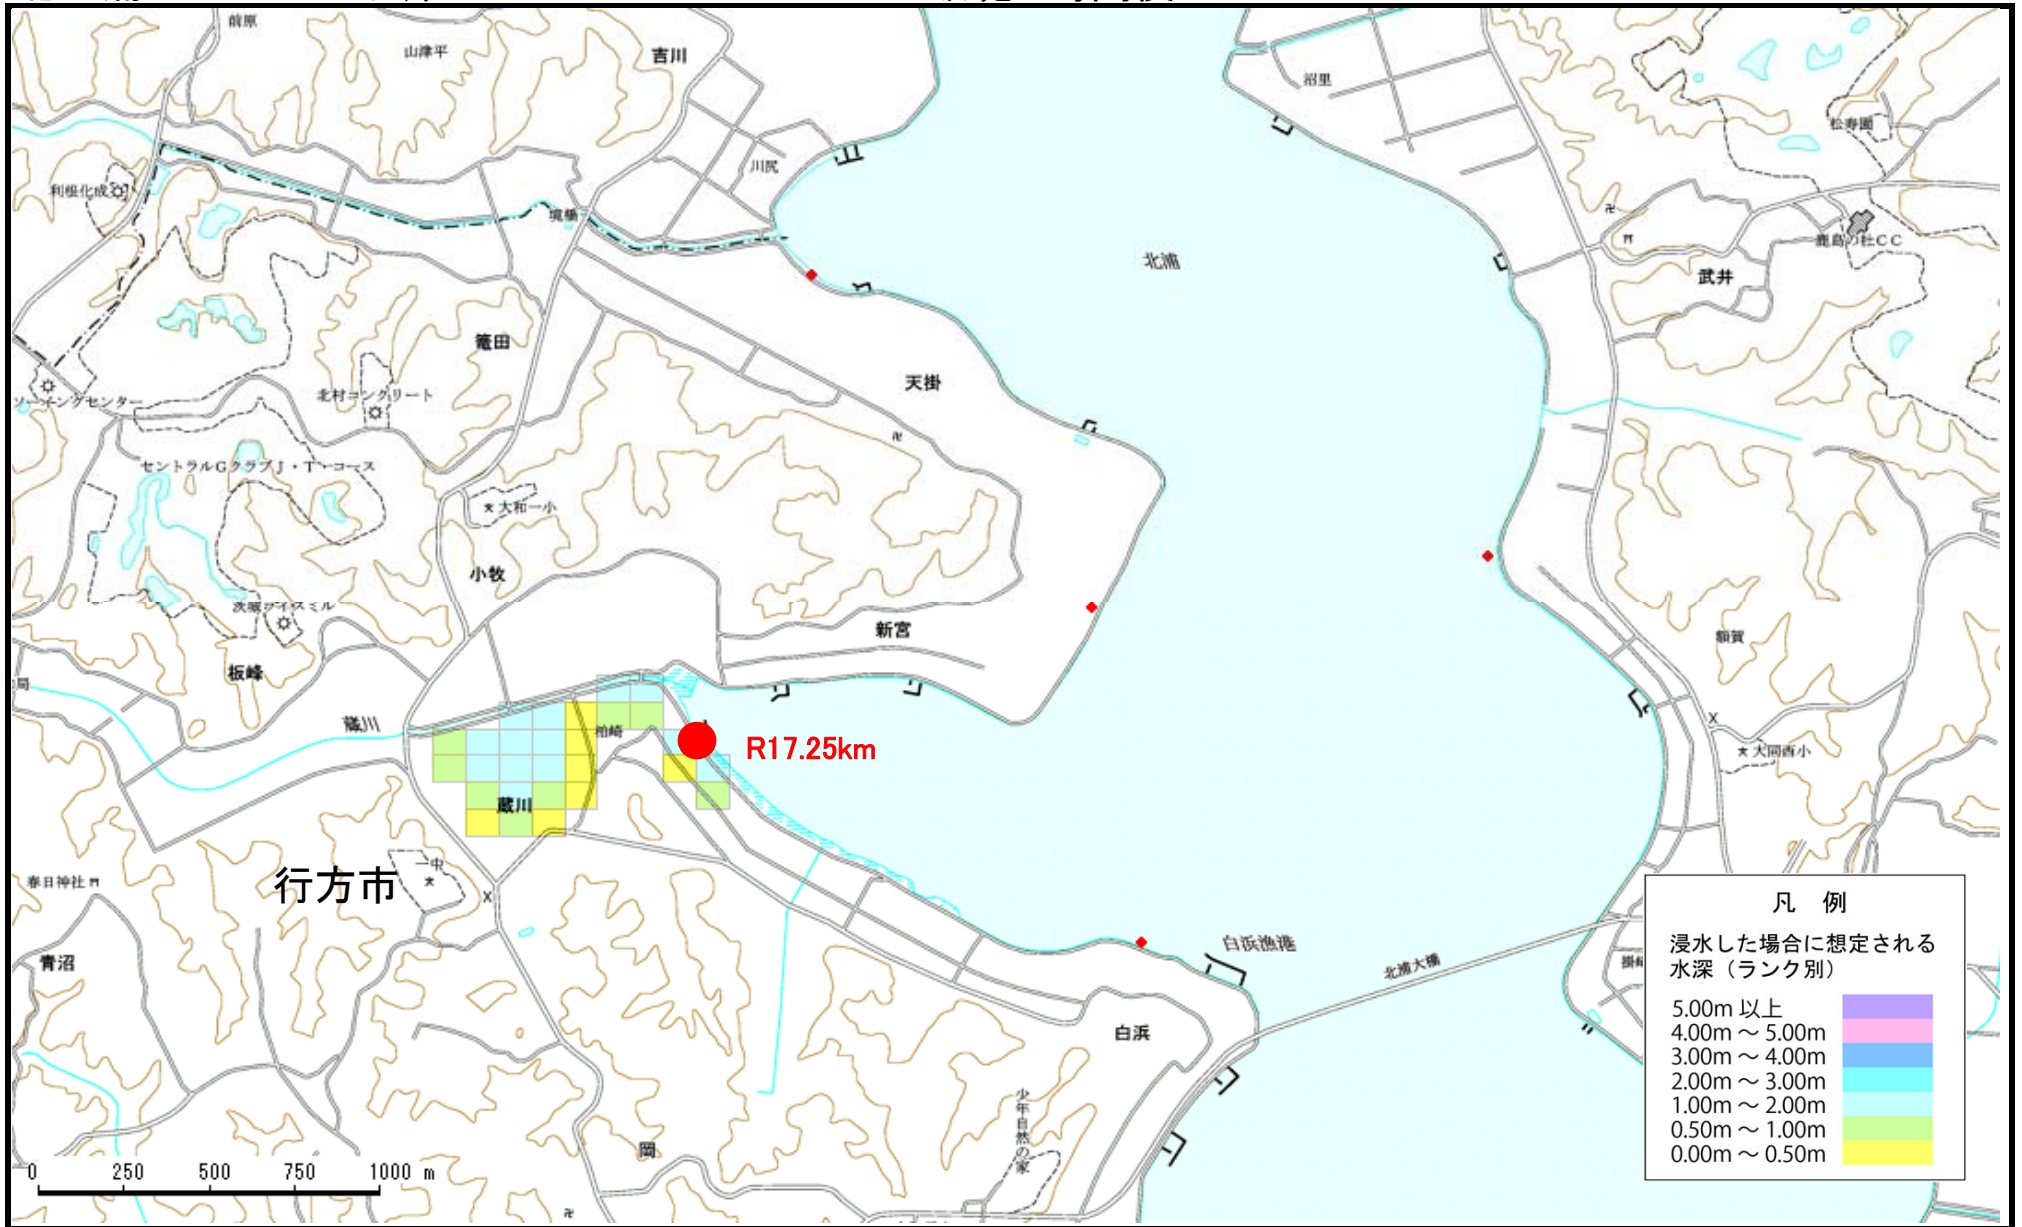 前原
山津平
吉川
沼里
松寿園
川尻
利根化成
境橋
北浦
鹿島の杜CC
武井
篭田
天掛
北村コンクリート
ソーイングセンター
セントラルGクラブJ・T・コース
大和一小
小牧
茨城ライスミル
新宮
額賀
板峰
局
蔵川
柏崎
R17.25km
大同西小
蔵川
一中
行方市
春日神社
青沼
白浜漁港
北浦大橋
白浜
少年自然の家
岡
0 250 500 750 1000 m
凡 例
浸水した場合に想定される
水深（ランク別）
5.00m 以上
4.00m ～ 5.00m
3.00m ～ 4.00m
2.00m ～ 3.00m
1.00m ～ 2.00m
0.50m ～ 1.00m
0.00m ～ 0.50m